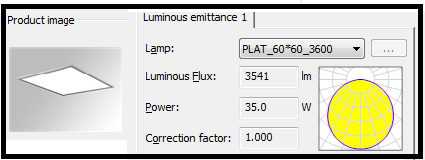 Product image
Luminous emittance 1
Lamp: PLAT_60*60_3600 ...
Luminous Flux: 3541 lm
Power: 35.0 W
Correction factor: 1.000